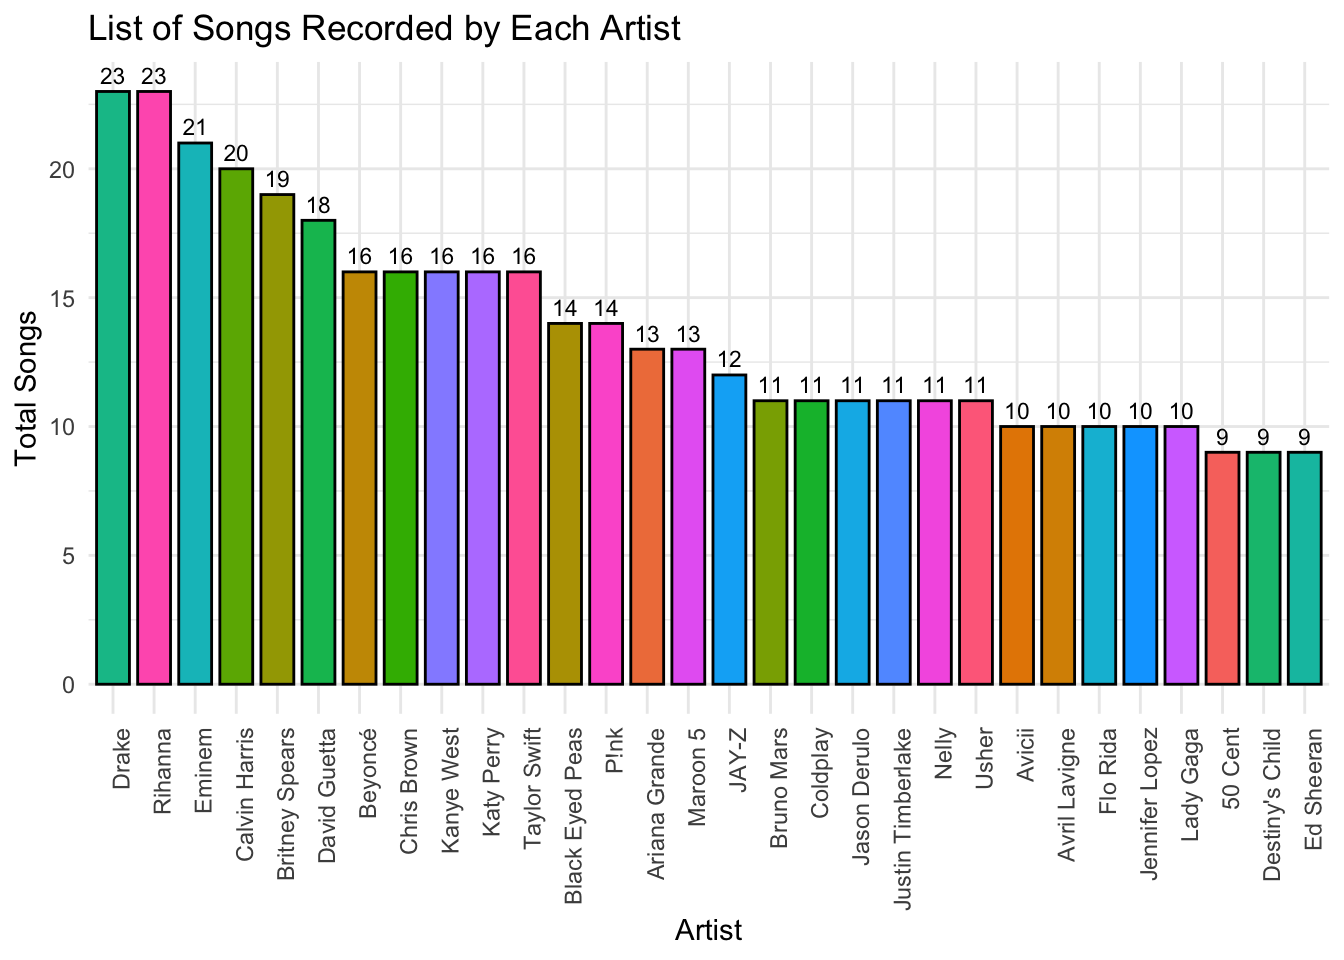 List of Songs Recorded by Each Artist
23 23 21 20 19 18 16 16 16 16 16 14 14 13 13 12 11 11 11 11 11 11 10 10 10 10 10 9 9 9
Total Songs
20
15
10
5
0
Drake
Rihanna
Eminem
Calvin Harris
Britney Spears
David Guetta
Beyoncé
Chris Brown
Kanye West
Katy Perry
Taylor Swift
Black Eyed Peas
P!nk
Ariana Grande
Maroon 5
JAY-Z
Bruno Mars
Coldplay
Jason Derulo
Justin Timberlake
Nelly
Usher
Avicii
Avril Lavigne
Flo Rida
Jennifer Lopez
Lady Gaga
50 Cent
Destiny's Child
Ed Sheeran
Artist